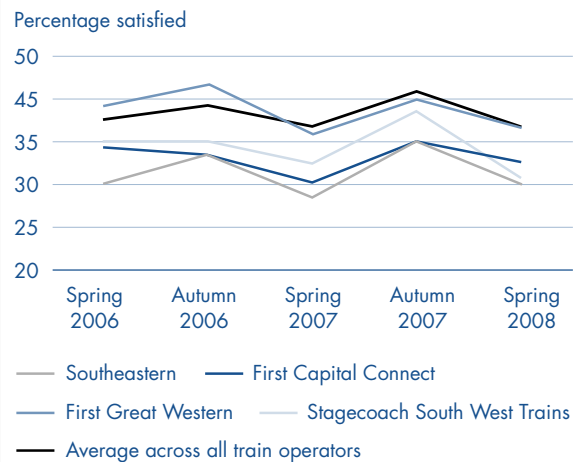 Percentage satisfied
50
45
35
30
25
20
Spring Autumn Spring Autumn Spring
2006 2006 2007 2007 2008
Southeastern First Capital Connect
First Great Western Stagecoach South West Trains
Average across all train operators